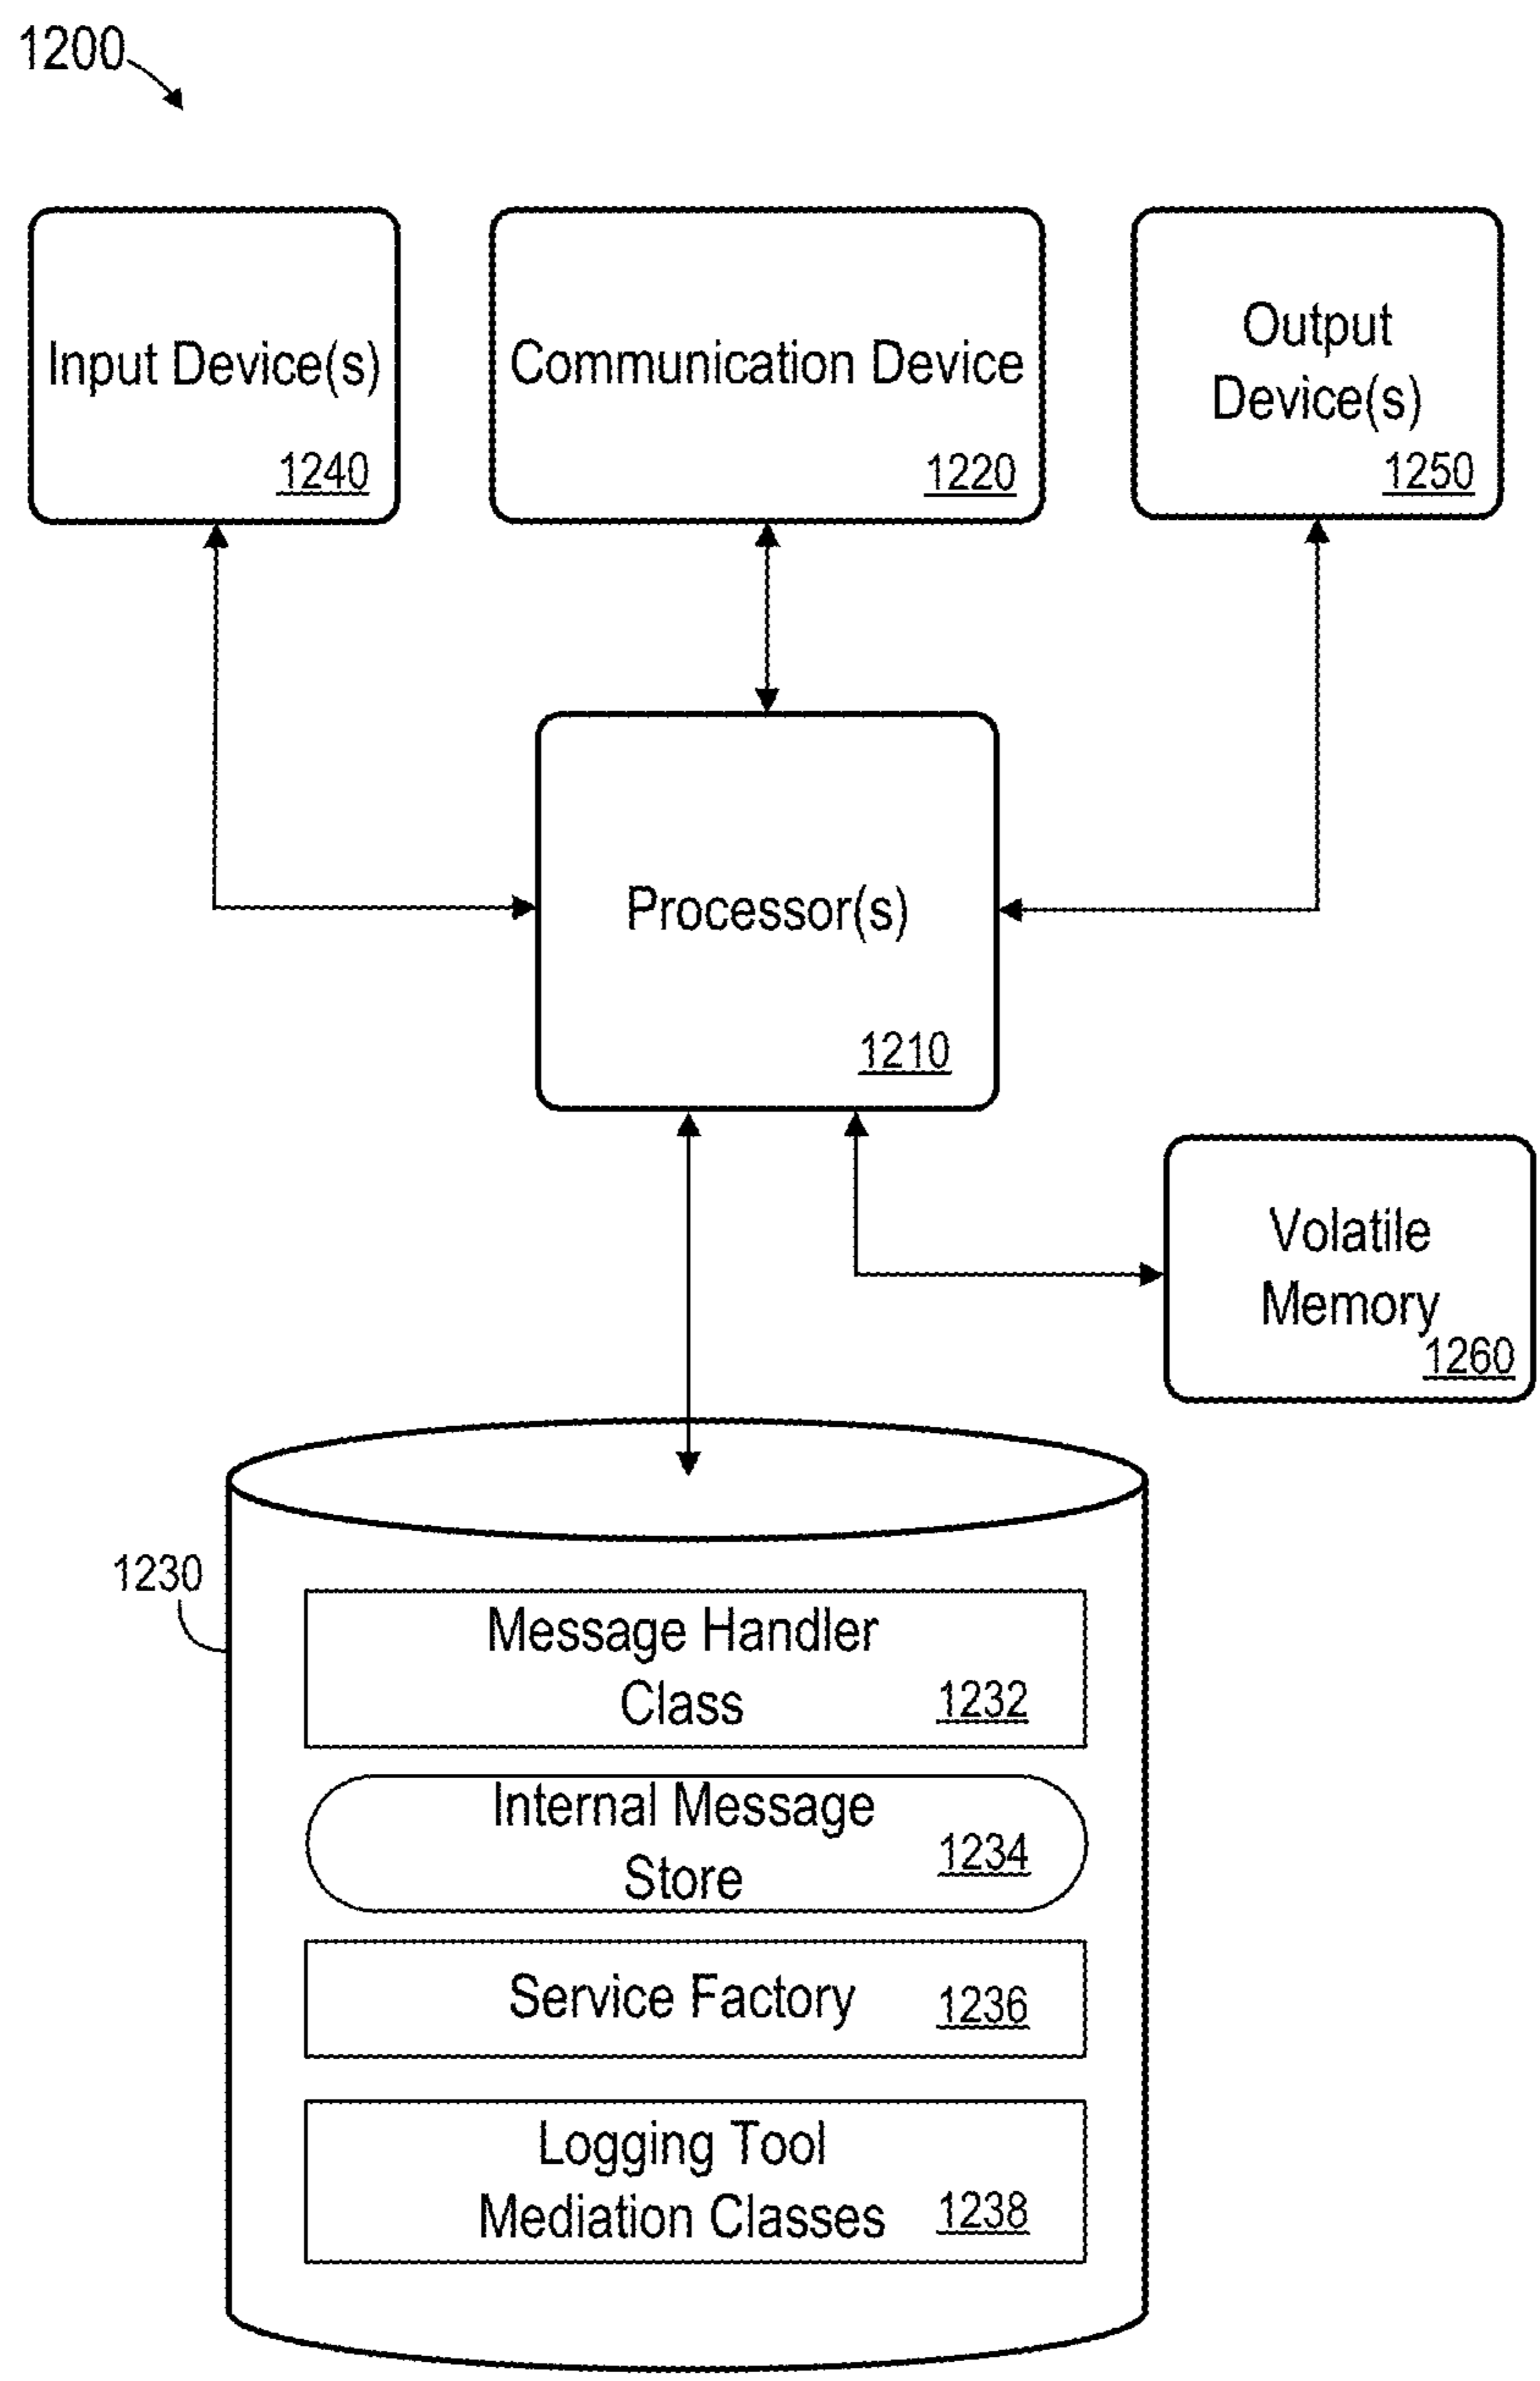 1200
Input Device(s)
1240
Communication Device
1220
Output
Device(s)
1250
Processor(s)
1210
Volatile
Memory
1260
1230
Message Handler
Class
1232
Internal Message
Store
1234
Service Factory
1236
Logging Tool
Mediation Classes
1238